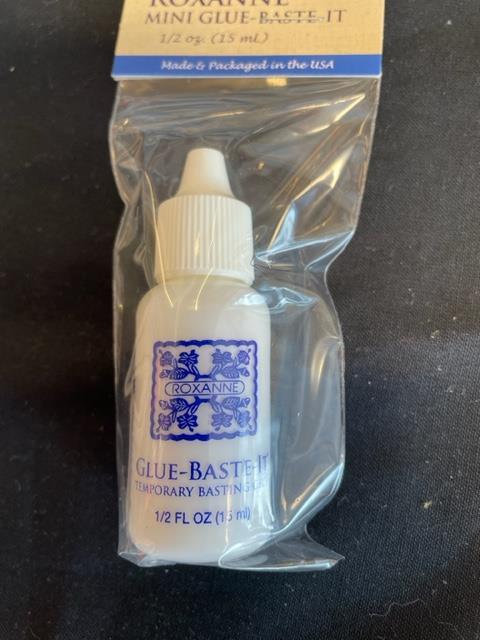 ROXANNE
MINI GLUE-BASTE-IT
1/2 oz. (15 mL)
Made & Packaged in the USA
ROXANNE
GLUE-BASTE-IT
TEMPORARY BASTING
1/2 FL OZ (15 ml)